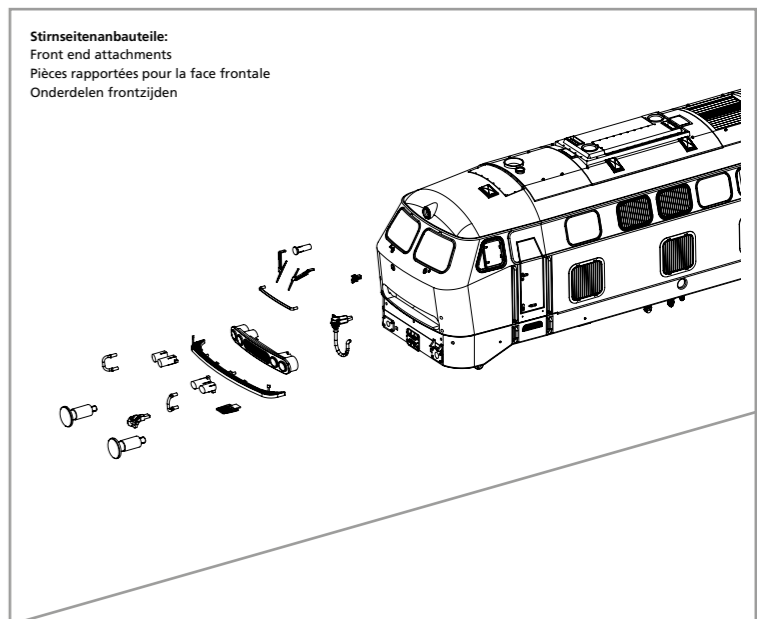 Stirnseitenanbauteile:
Front end attachments
Pièces rapportées pour la face frontale
Onderdelen frontzijden